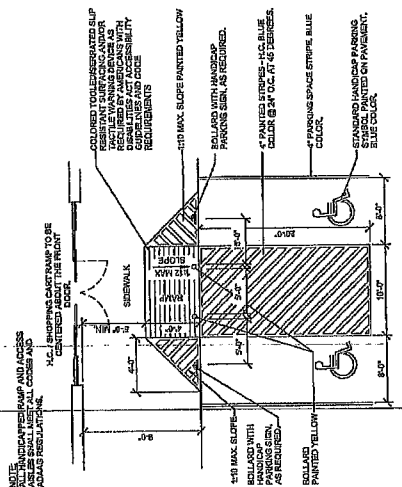 NOTE:
ALL HANDICAPPED RAMP AND ACCESS
AISLES SHALL MEET ALL CODES AND
ADAAG REGULATIONS.
H.C. / SHOPPING CART RAMP TO BE
CENTERED ABOUT THE FRONT
DOOR.
SIDEWALK
RAMP
1:12 MAX
SLOPE
COLORED TOOLED/SERRATED SLIP
RESISTANT SURFACING AND/OR
TACTILE WARNING DEVICE AS
REQUIRED BY AMERICANS WITH
DISABILITIES ACT ACCESSIBILITY
GUIDELINES AND CODE
REQUIREMENTS
1:10 MAX. SLOPE PAINTED YELLOW
BOLLARD WITH HANDICAP
PARKING SIGN, AS REQUIRED.
4" PAINTED STRIPES - H.C. BLUE
COLOR @ 24" O.C. AT 45 DEGREES.
4" PARKING SPACE STRIPE, BLUE
COLOR.
STANDARD HANDICAP PARKING
SYMBOL PAINTED ON PAVEMENT,
BLUE COLOR.
1:10 MAX. SLOPE
BOLLARD WITH
HANDICAP
PARKING SIGN,
AS REQUIRED
BOLLARD
PAINTED YELLOW
4'-0"
5'-0" MIN.
9'-0"
5'-0"
8'-0"
8'-0"